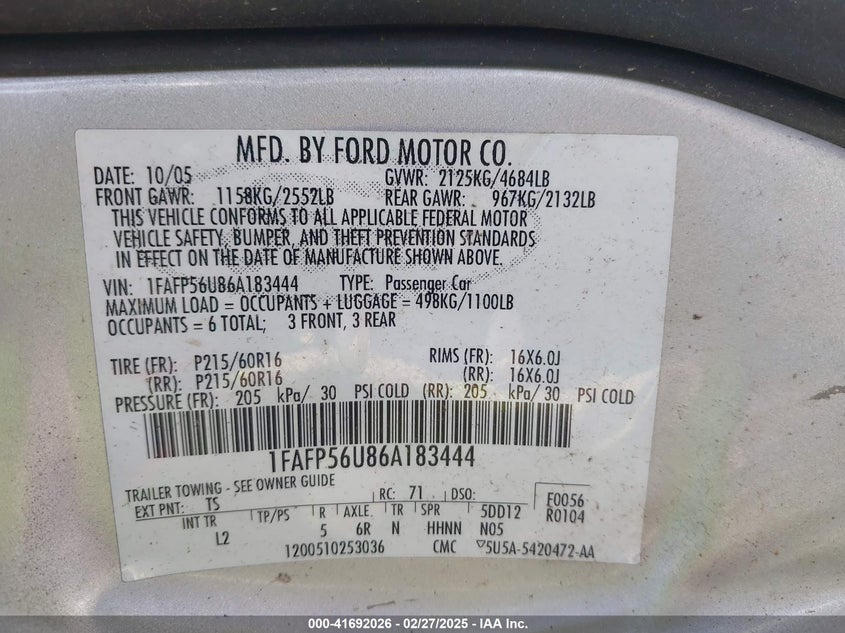 MFD. BY FORD MOTOR CO.
DATE: 10/05 GVWR: 2125KG/4684LB
FRONT GAWR: 1158KG/2552LB REAR GAWR: 967KG/2132LB
THIS VEHICLE CONFORMS TO ALL APPLICABLE FEDERAL MOTOR
VEHICLE SAFETY, BUMPER, AND THEFT PREVENTION STANDARDS
IN EFFECT ON THE DATE OF MANUFACTURE SHOWN ABOVE.
VIN: 1FAFP56U86A183444 TYPE: Passenger Car
MAXIMUM LOAD = OCCUPANTS + LUGGAGE = 498KG/1100LB
OCCUPANTS = 6 TOTAL; 3 FRONT, 3 REAR
TIRE (FR): P215/60R16 RIMS (FR): 16X6.0J
(RR): P215/60R16 (RR): 16X6.0J
PRESSURE (FR): 205 kPa/ 30 PSI COLD (RR): 205 kPa/ 30 PSI COLD
1FAFP56U86A183444
TRAILER TOWING - SEE OWNER GUIDE
EXT PNT: TS RC: 71 DSO: F0056
INT TR TP/PS R AXLE TR SPR 5DD12 R0104
L2 5 6R N HHNN N05
1200510253036 CMC ▽5U5A-5420472-AA
000-41692026 - 02/27/2025 - IAA Inc.